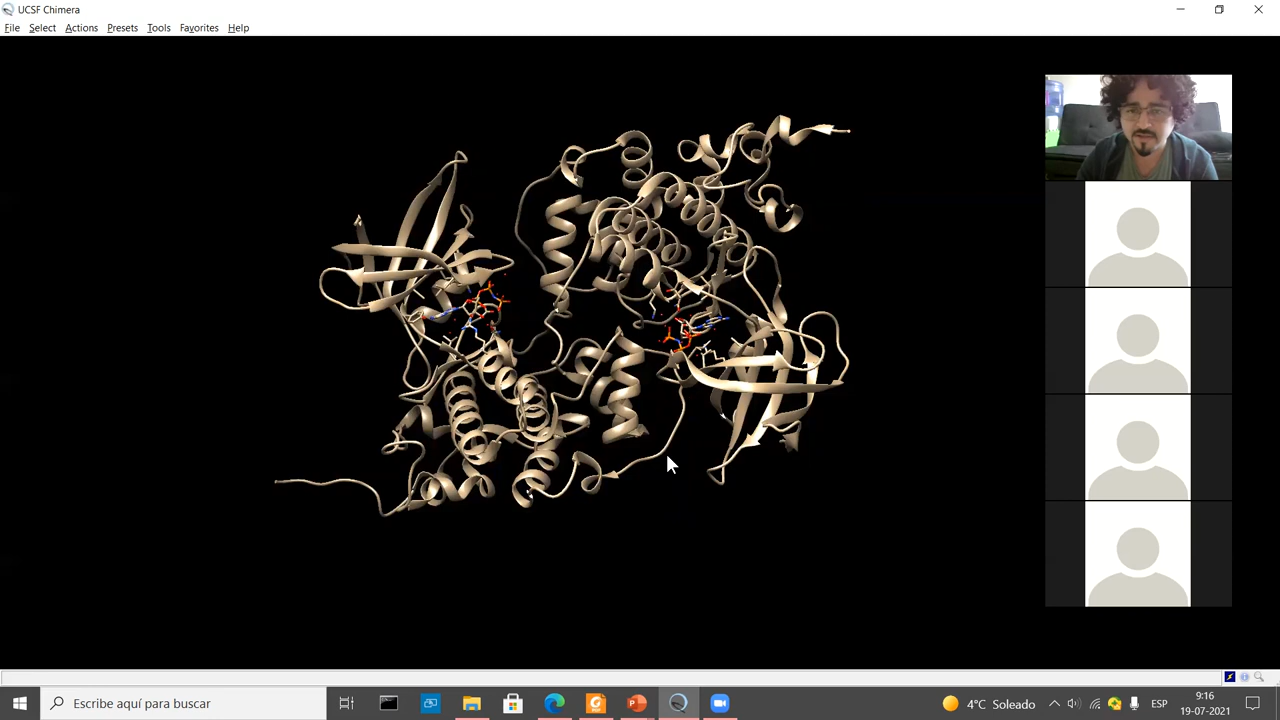 UCSF Chimera
File Select Actions Presets Tools Favorites Help
Escribe aquí para buscar
4°C Soleado
ESP
9:16
19-07-2021